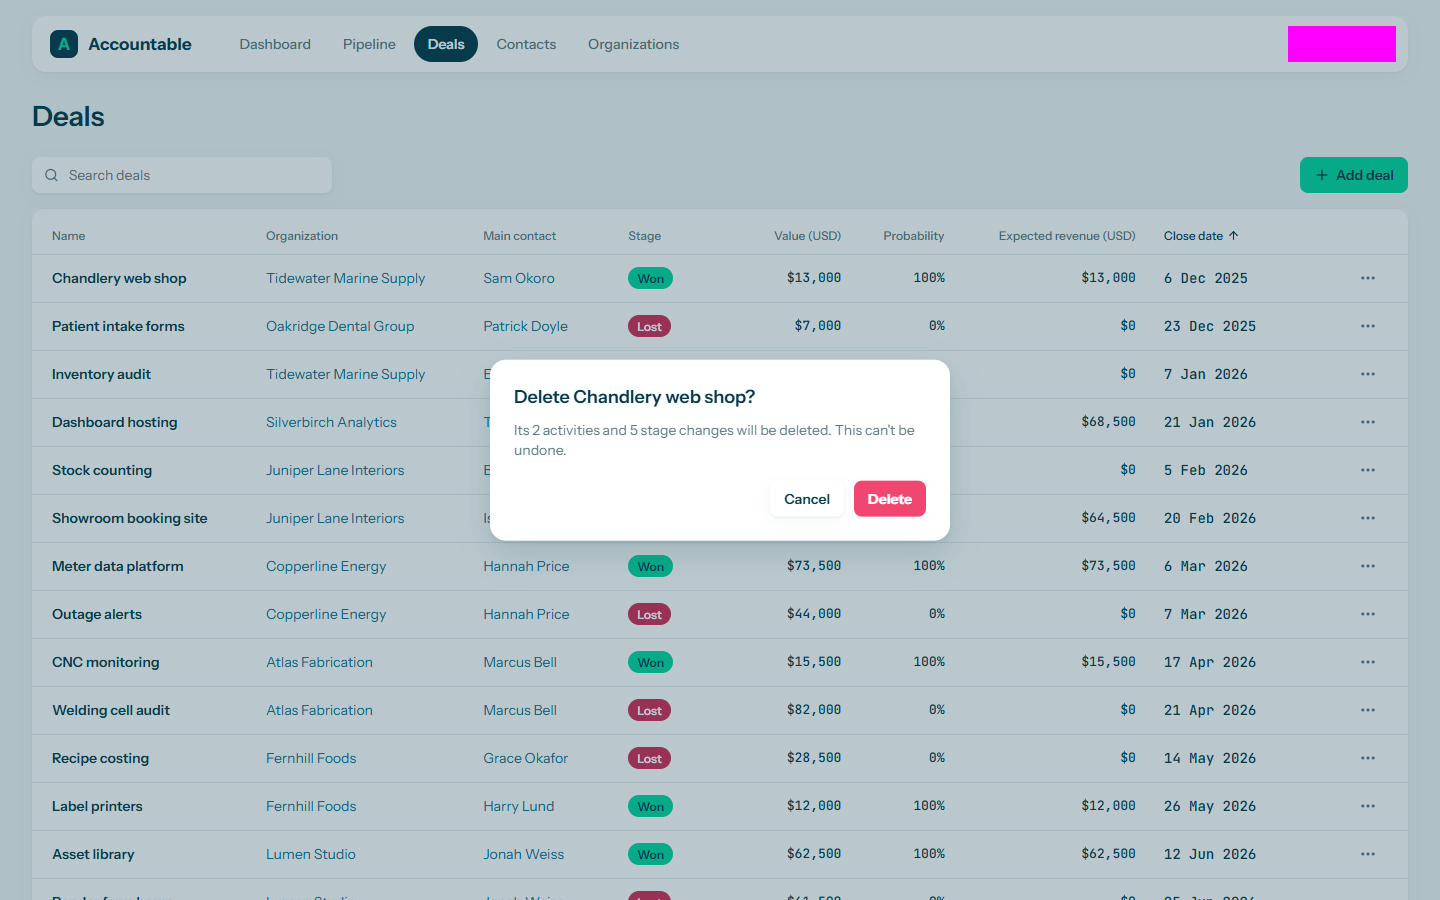 A Accountable Dashboard Pipeline Deals Contacts Organizations
Deals
Search deals
Add deal
Name Organization Main contact Stage Value (USD) Probability Expected revenue (USD) Close date
Chandlery web shop Tidewater Marine Supply Sam Okoro Won $13,000 100% $13,000 6 Dec 2025
Patient intake forms Oakridge Dental Group Patrick Doyle Lost $7,000 0% $0 23 Dec 2025
Inventory audit Tidewater Marine Supply $0 7 Jan 2026
Dashboard hosting Silverbirch Analytics $68,500 21 Jan 2026
Stock counting Juniper Lane Interiors $0 5 Feb 2026
Showroom booking site Juniper Lane Interiors $64,500 20 Feb 2026
Delete Chandlery web shop?
Its 2 activities and 5 stage changes will be deleted. This can't be
undone.
Cancel Delete
Meter data platform Copperline Energy Hannah Price Won $73,500 100% $73,500 6 Mar 2026
Outage alerts Copperline Energy Hannah Price Lost $44,000 0% $0 7 Mar 2026
CNC monitoring Atlas Fabrication Marcus Bell Won $15,500 100% $15,500 17 Apr 2026
Welding cell audit Atlas Fabrication Marcus Bell Lost $82,000 0% $0 21 Apr 2026
Recipe costing Fernhill Foods Grace Okafor Lost $28,500 0% $0 14 May 2026
Label printers Fernhill Foods Harry Lund Won $12,000 100% $12,000 26 May 2026
Asset library Lumen Studio Jonah Weiss Won $62,500 100% $62,500 12 Jun 2026